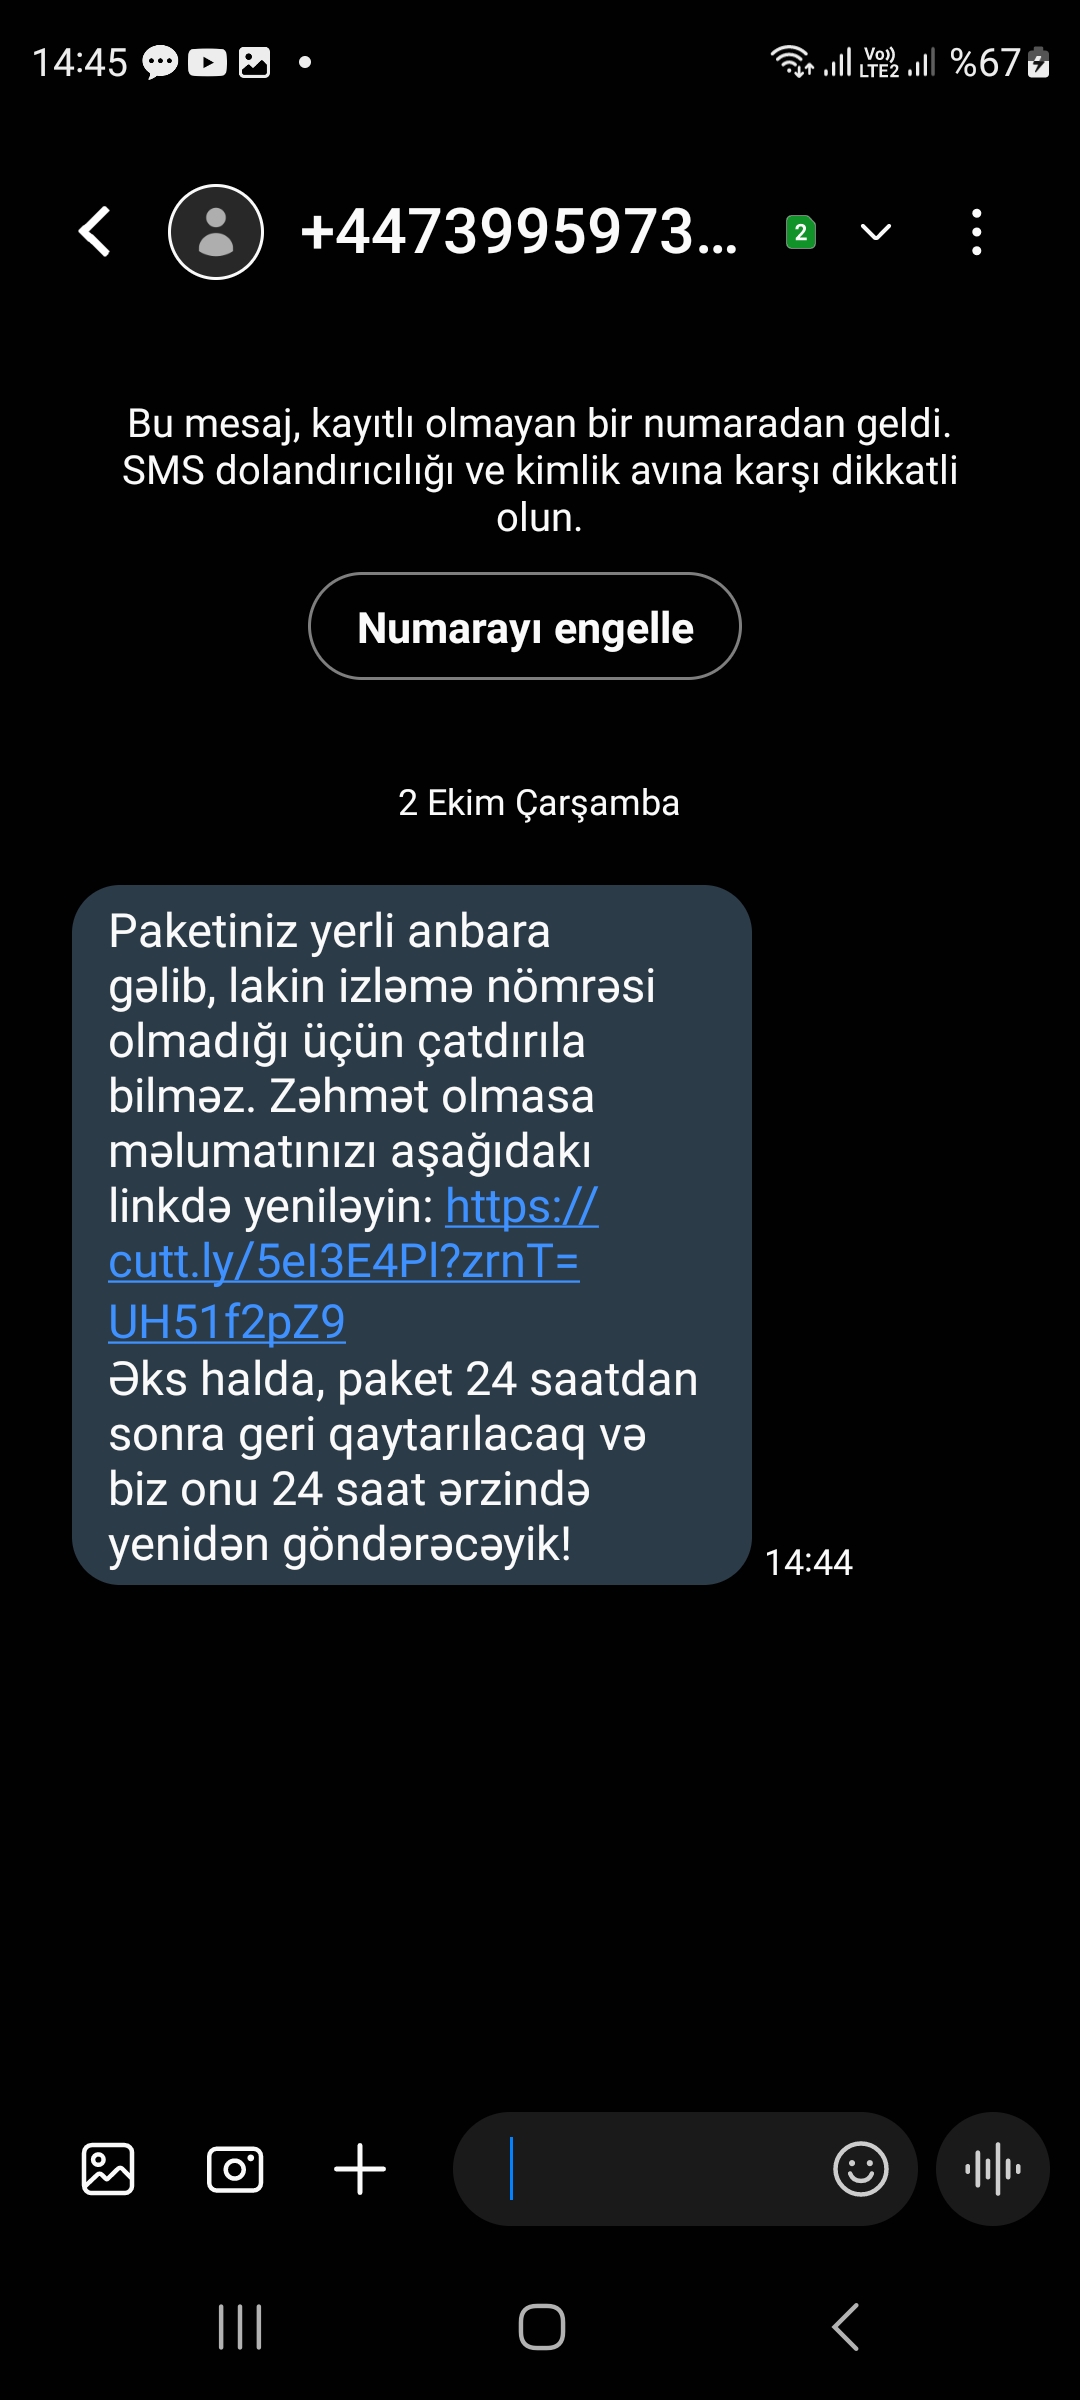 14:45
Vo))
LTE2
%67
+4473995973...
2
Bu mesaj, kayıtlı olmayan bir numaradan geldi.
SMS dolandırıcılığı ve kimlik avına karşı dikkatli
olun.
Numarayı engelle
2 Ekim Çarşamba
Paketiniz yerli anbara
gəlib, lakin izləmə nömrəsi
olmadığı üçün çatdırıla
bilməz. Zəhmət olmasa
məlumatınızı aşağıdakı
linkdə yeniləyin: https://
cutt.ly/5eI3E4Pl?zrnT=
UH51f2pZ9
Əks halda, paket 24 saatdan
sonra geri qaytarılacaq və
biz onu 24 saat ərzində
yenidən göndərəcəyik!
14:44